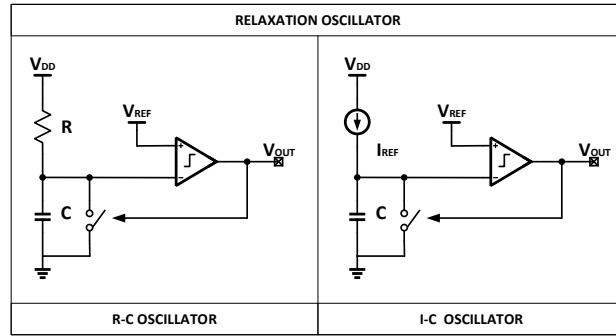 RELAXATION OSCILLATOR
VDD
R
VREF
+
−
VOUT
C
R-C OSCILLATOR
VDD
IREF
VREF
+
−
VOUT
C
I-C OSCILLATOR